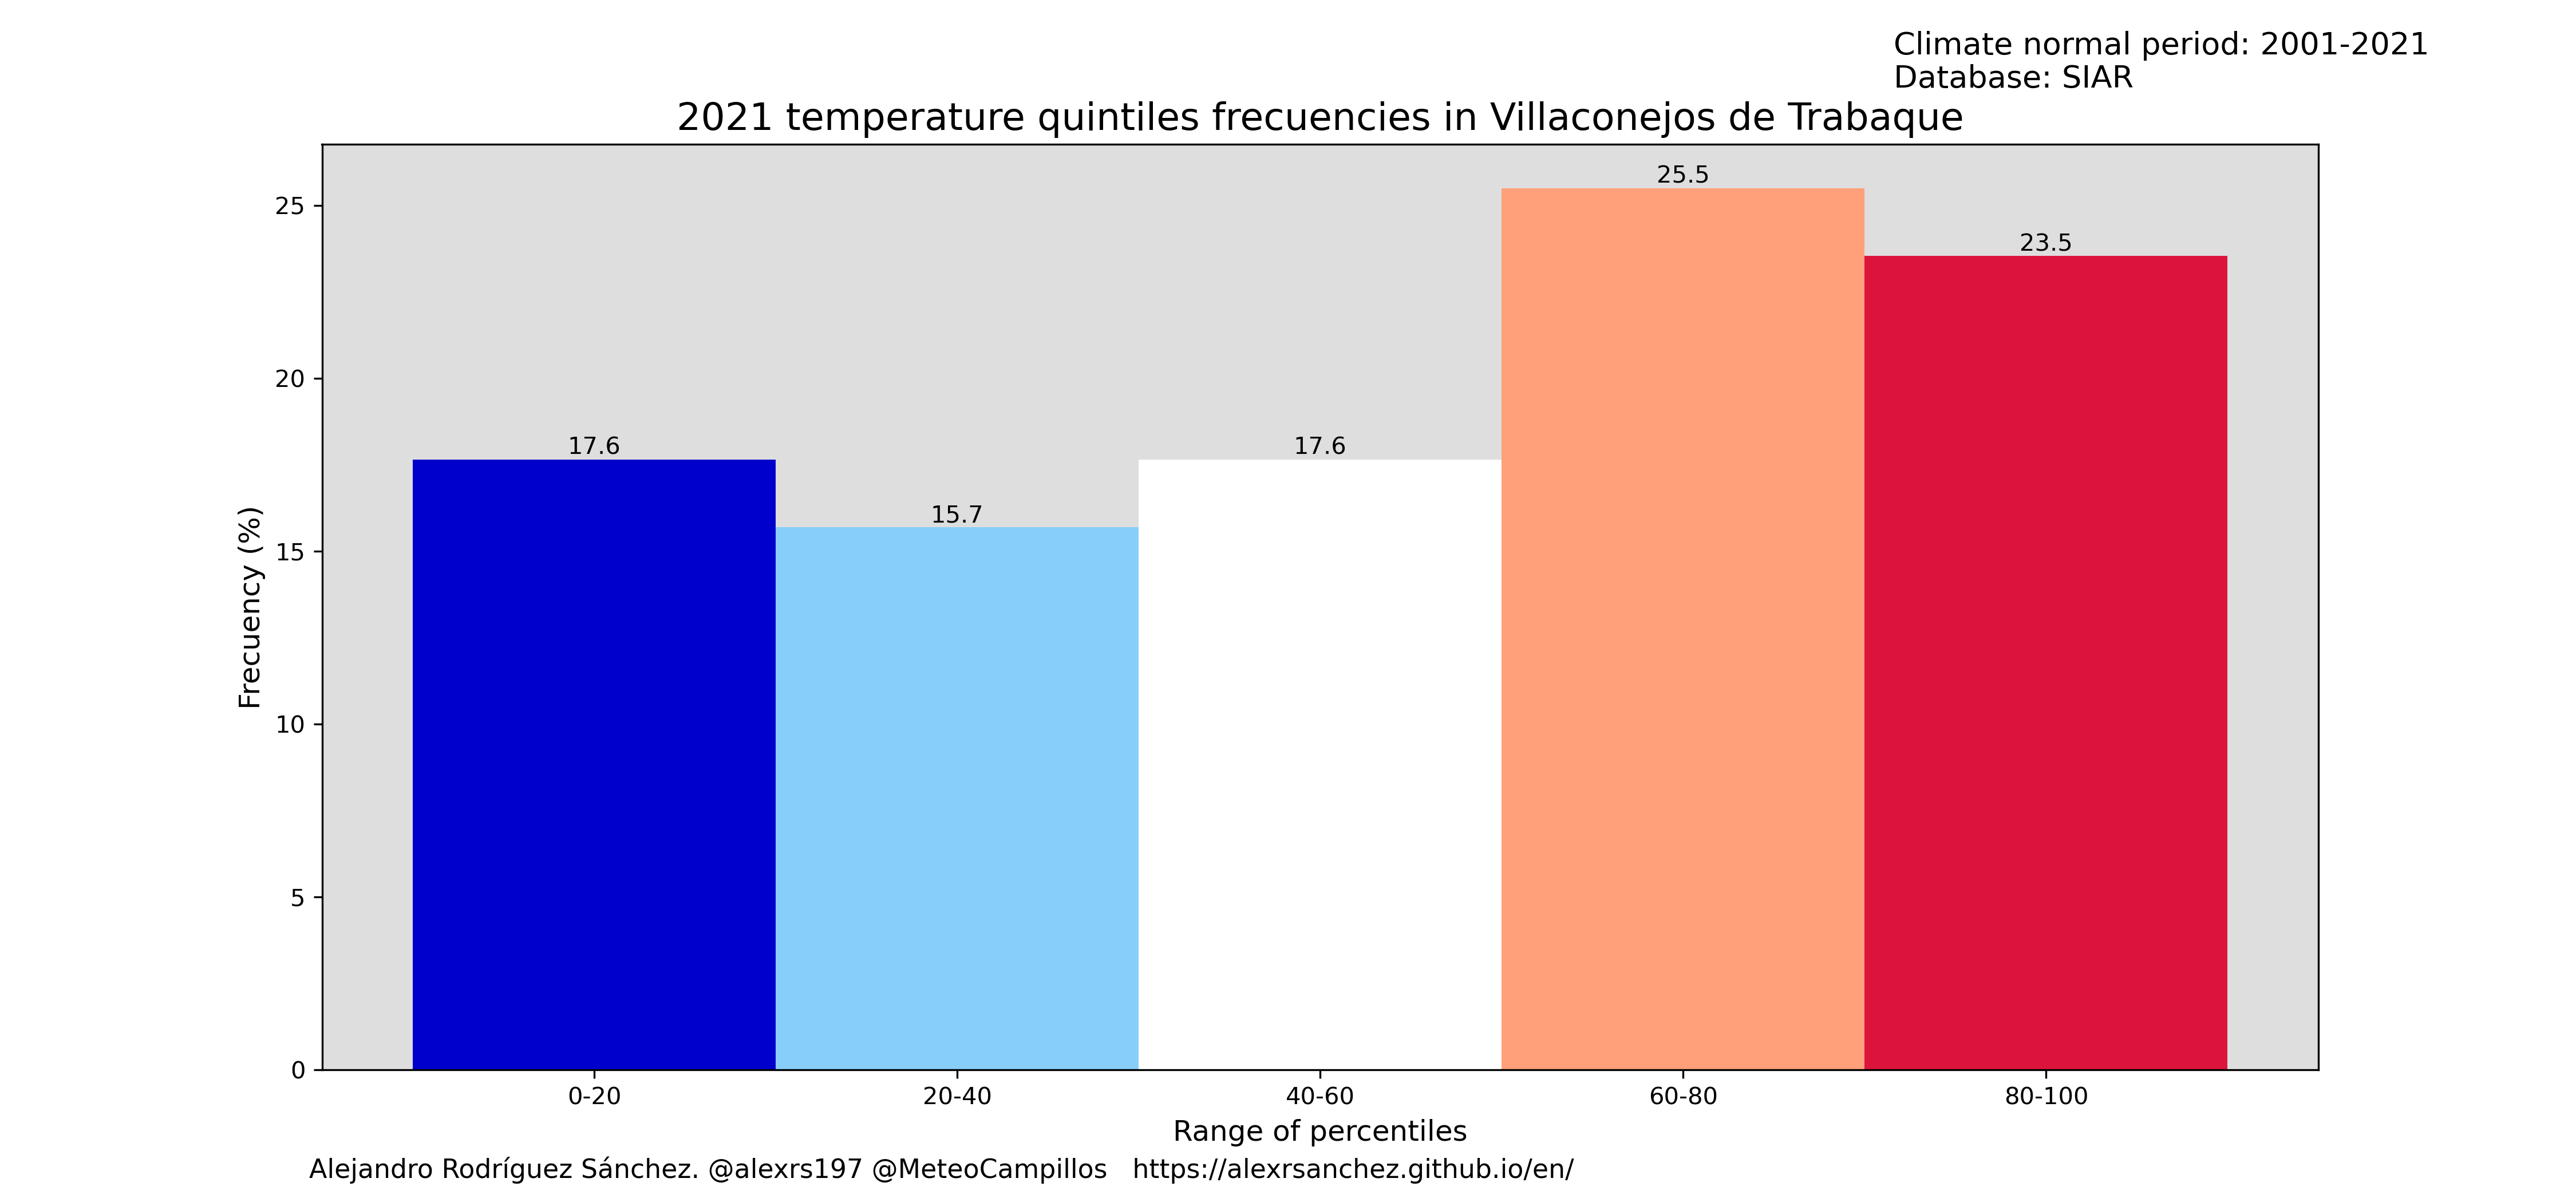 Climate normal period: 2001-2021
Database: SIAR
2021 temperature quintiles frecuencies in Villaconejos de Trabaque
25.5
23.5
17.6
17.6
15.7
25
20
15
10
5
0
Frecuency (%)
0-20
20-40
40-60
60-80
80-100
Range of percentiles
Alejandro Rodríguez Sánchez. @alexrs197 @MeteoCampillos   https://alexrsanchez.github.io/en/